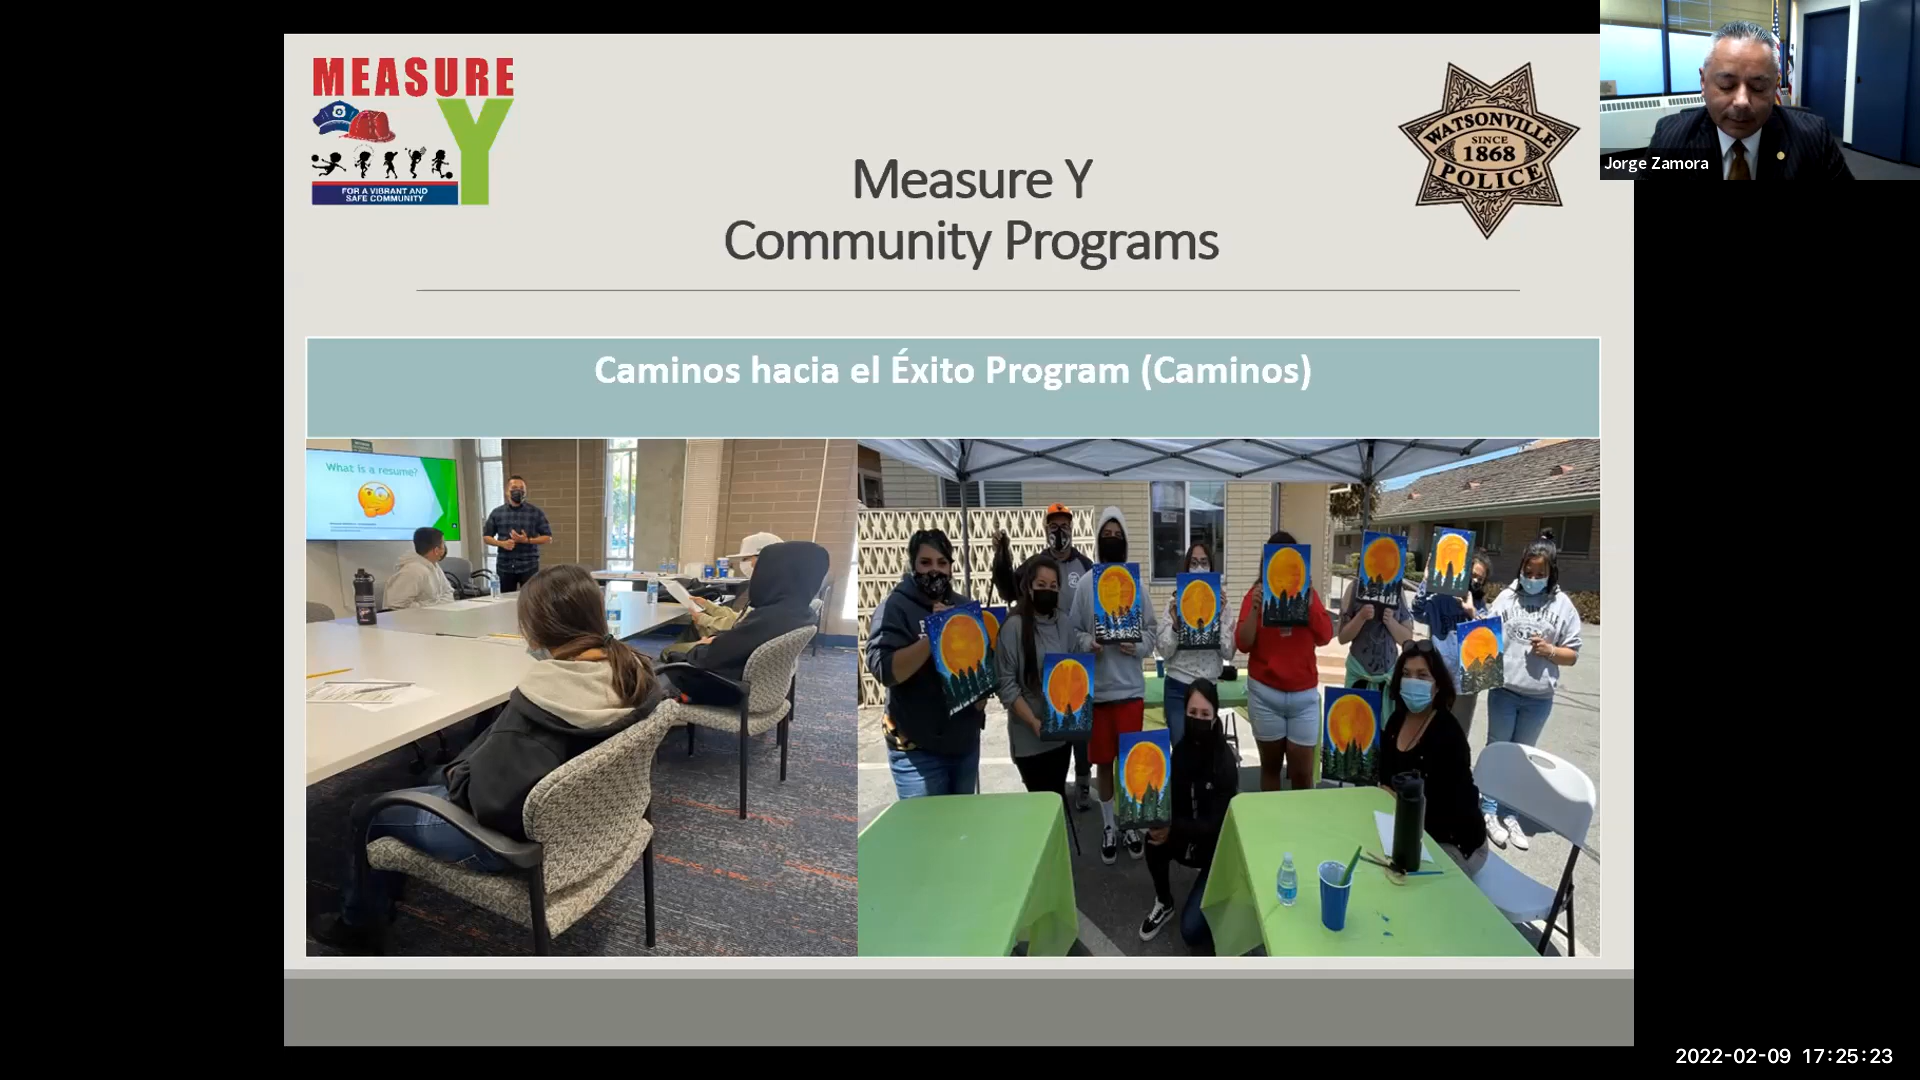 MEASURE
Y
FOR A VIBRANT AND
SAFE COMMUNITY
Measure Y
Community Programs
WATSONVILLE
SINCE
1868
POLICE
Jorge Zamora
Caminos hacia el Éxito Program (Caminos)
What is a resume?
2022-02-09 17:25:23